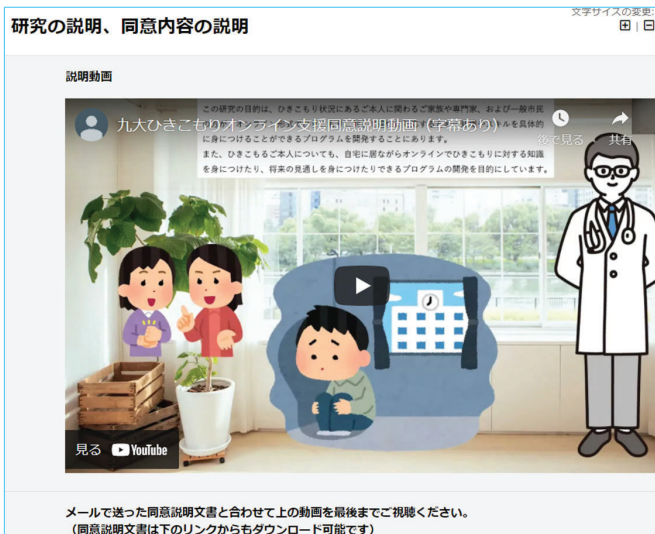 文字サイズの変更:
研究の説明、同意内容の説明
説明動画
この研究の目的は、ひきこもり状況にあるご本人に関わるご家族や専門家、および一般市民
九大ひきこもりオンライン支援同意説明動画（字幕あり）
キルを具体的
に身につけることができるプログラムを開発することにあります。
また、ひきこもるご本人についても、自宅に居ながらオンラインでひきこもりに対する知識
を身につけたり、将来の見通しを身につけたりできるプログラムの開発を目的にしています。
後で見る
共有
見る YouTube
メールで送った同意説明文書と合わせて上の動画を最後までご視聴ください。
（同意説明文書は下のリンクからもダウンロード可能です）